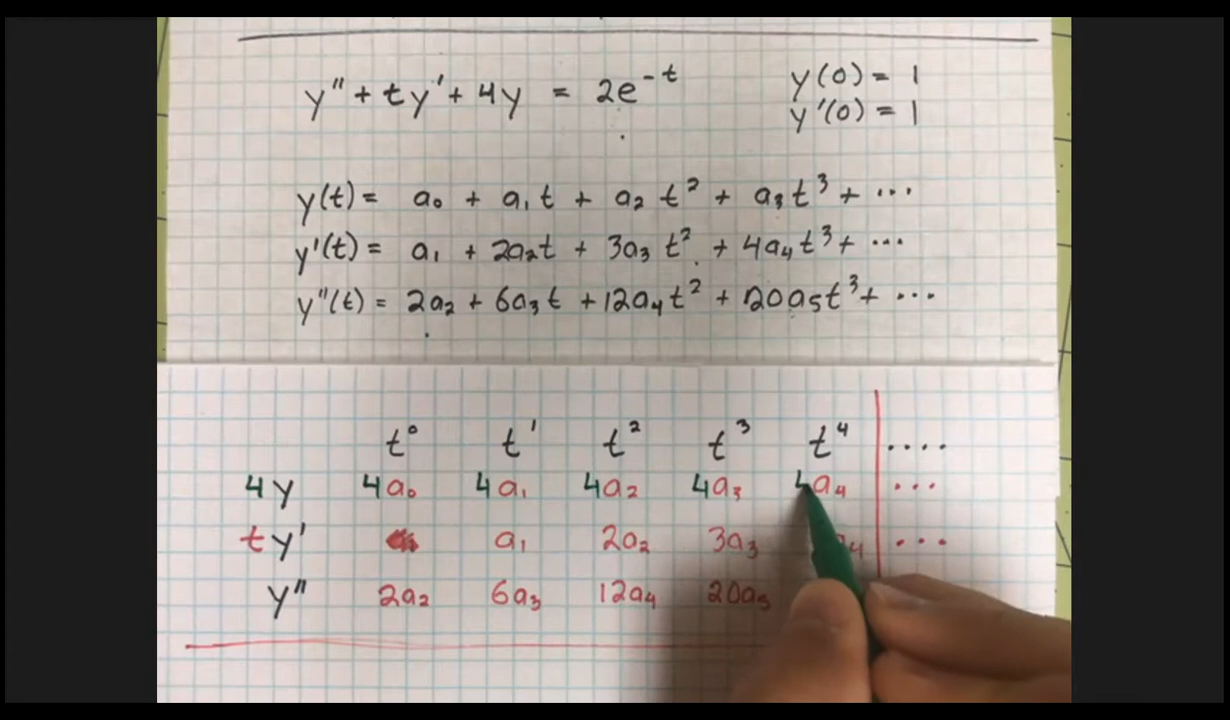 y" + ty' + 4y = 2e^-t y(0) = 1
y'(0) = 1
y(t) = a₀ + a₁t + a₂t² + a₃t³ + ...
y'(t) = a₁ + 2a₂t + 3a₃t² + 4a₄t³ + ...
y"(t) = 2a₂ + 6a₃t + 12a₄t² + 20a₅t³ + ...
t⁰ t¹ t² t³ t⁴ ....
4y 4a₀ 4a₁ 4a₂ 4a₃ 4a₄ ...
ty' a₁ 2a₂ 3a₃ ...
y" 2a₂ 6a₃ 12a₄ 20a₅